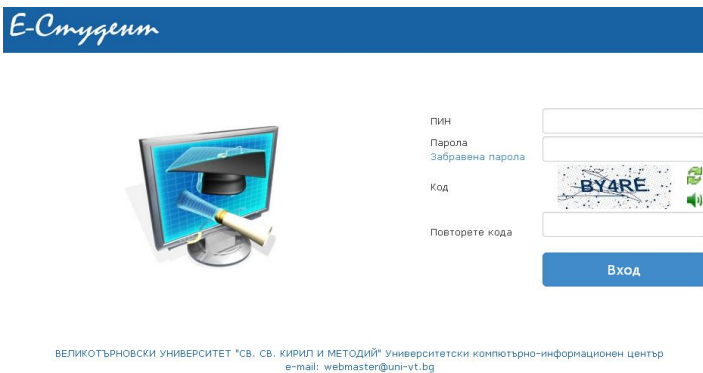 Е-Студент
ПИН
Парола
Забравена парола
Код
BY4RE
Повторете кода
Вход
ВЕЛИКОТЪРНОВСКИ УНИВЕРСИТЕТ "СВ. СВ. КИРИЛ И МЕТОДИЙ" Университетски компютърно-информационен център
e-mail: webmaster@uni-vt.bg